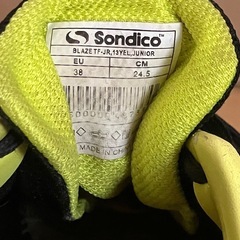 Sondico
BLAZE TF-JR,13YEL,JUNIOR
EU CM
38 24.5
MADE IN CHINA